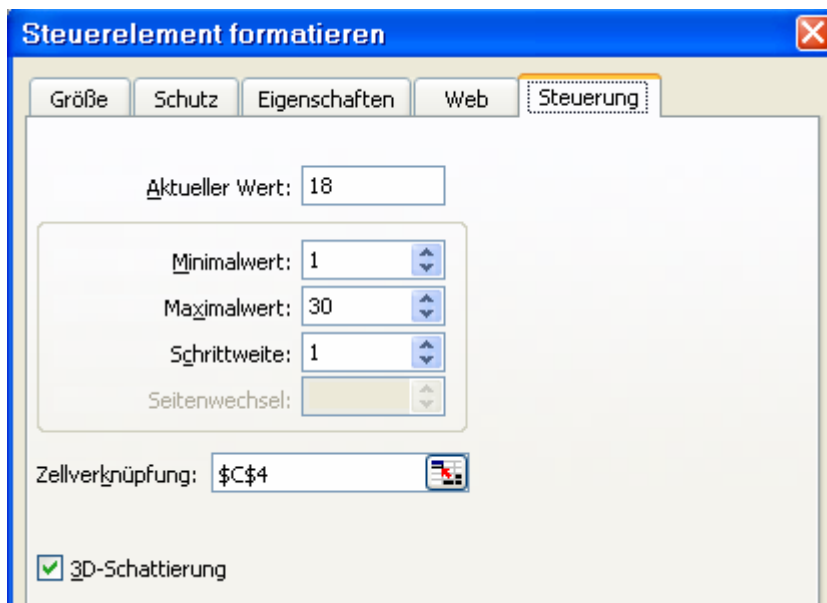 Steuerelement formatieren
Größe Schutz Eigenschaften Web Steuerung
Aktueller Wert: 18
Minimalwert: 1
Maximalwert: 30
Schrittweite: 1
Seitenwechsel:
Zellverknüpfung: $C$4
3D-Schattierung